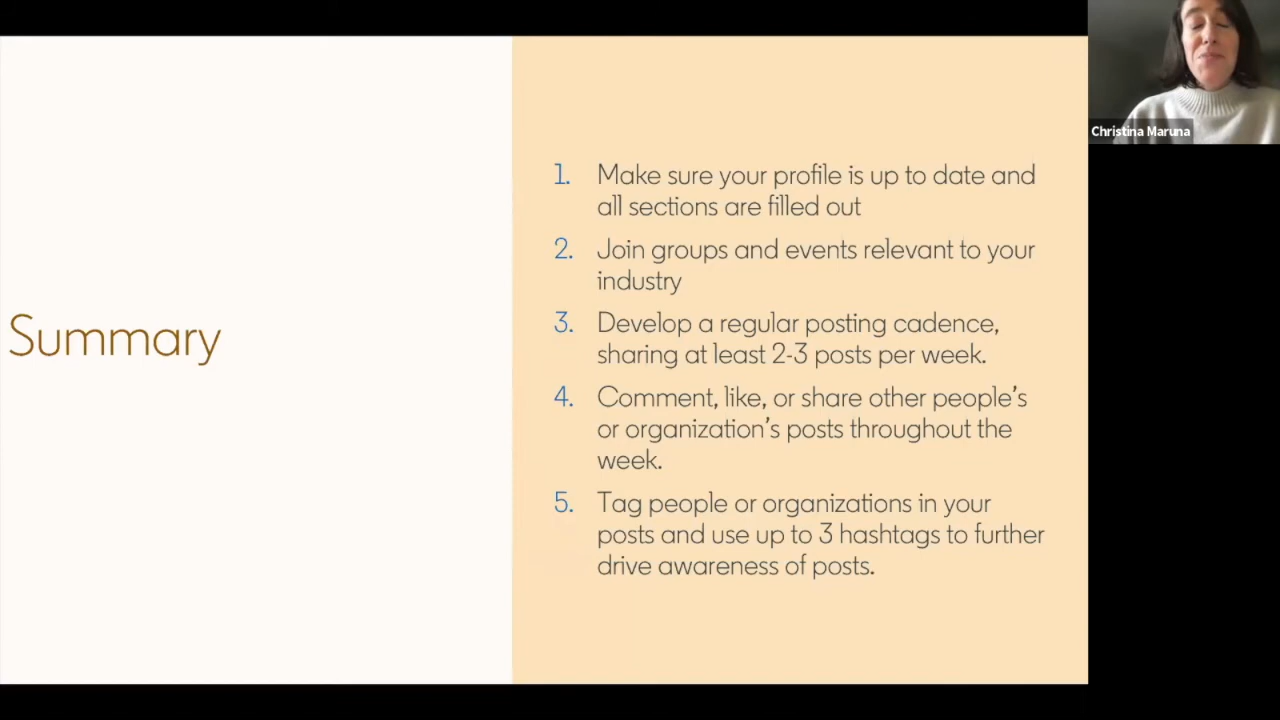 Summary
1. Make sure your profile is up to date and
all sections are filled out
2. Join groups and events relevant to your
industry
3. Develop a regular posting cadence,
sharing at least 2-3 posts per week.
4. Comment, like, or share other people's
or organization's posts throughout the
week.
5. Tag people or organizations in your
posts and use up to 3 hashtags to further
drive awareness of posts.
Christina Maruna